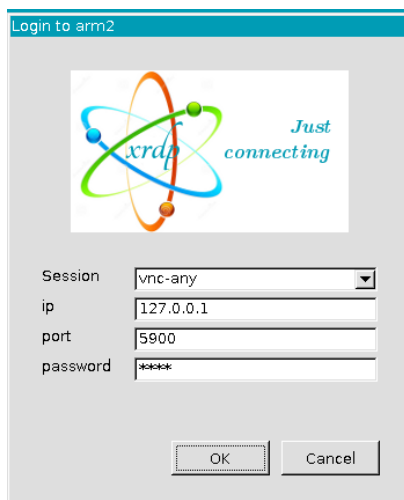 Login to arm2
xrdp
Just
connecting
Session vnc-any
ip 127.0.0.1
port 5900
password ****
OK Cancel